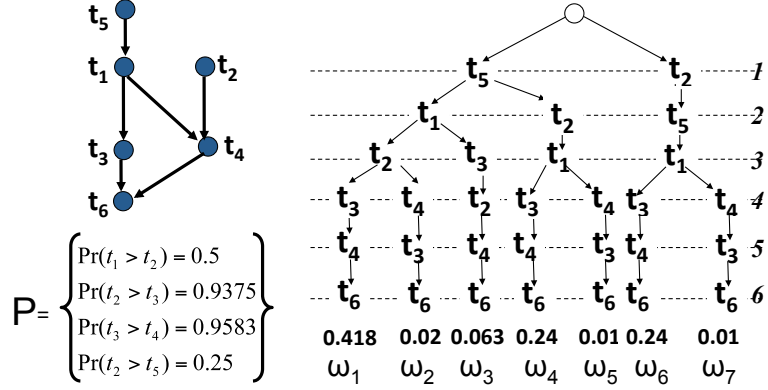 t5
t1 t2
t3 t4
t6
P= { Pr(t1 > t2) = 0.5
Pr(t2 > t3) = 0.9375
Pr(t3 > t4) = 0.9583
Pr(t2 > t5) = 0.25 }
t5 t2 1
t1 t2 t5 2
t2 t3 t1 t1 3
t3 t4 t2 t3 t4 t3 t4 4
t4 t3 t4 t4 t3 t4 t3 5
t6 t6 t6 t6 t6 t6 t6 6
0.418 0.02 0.063 0.24 0.01 0.24 0.01
ω1 ω2 ω3 ω4 ω5 ω6 ω7